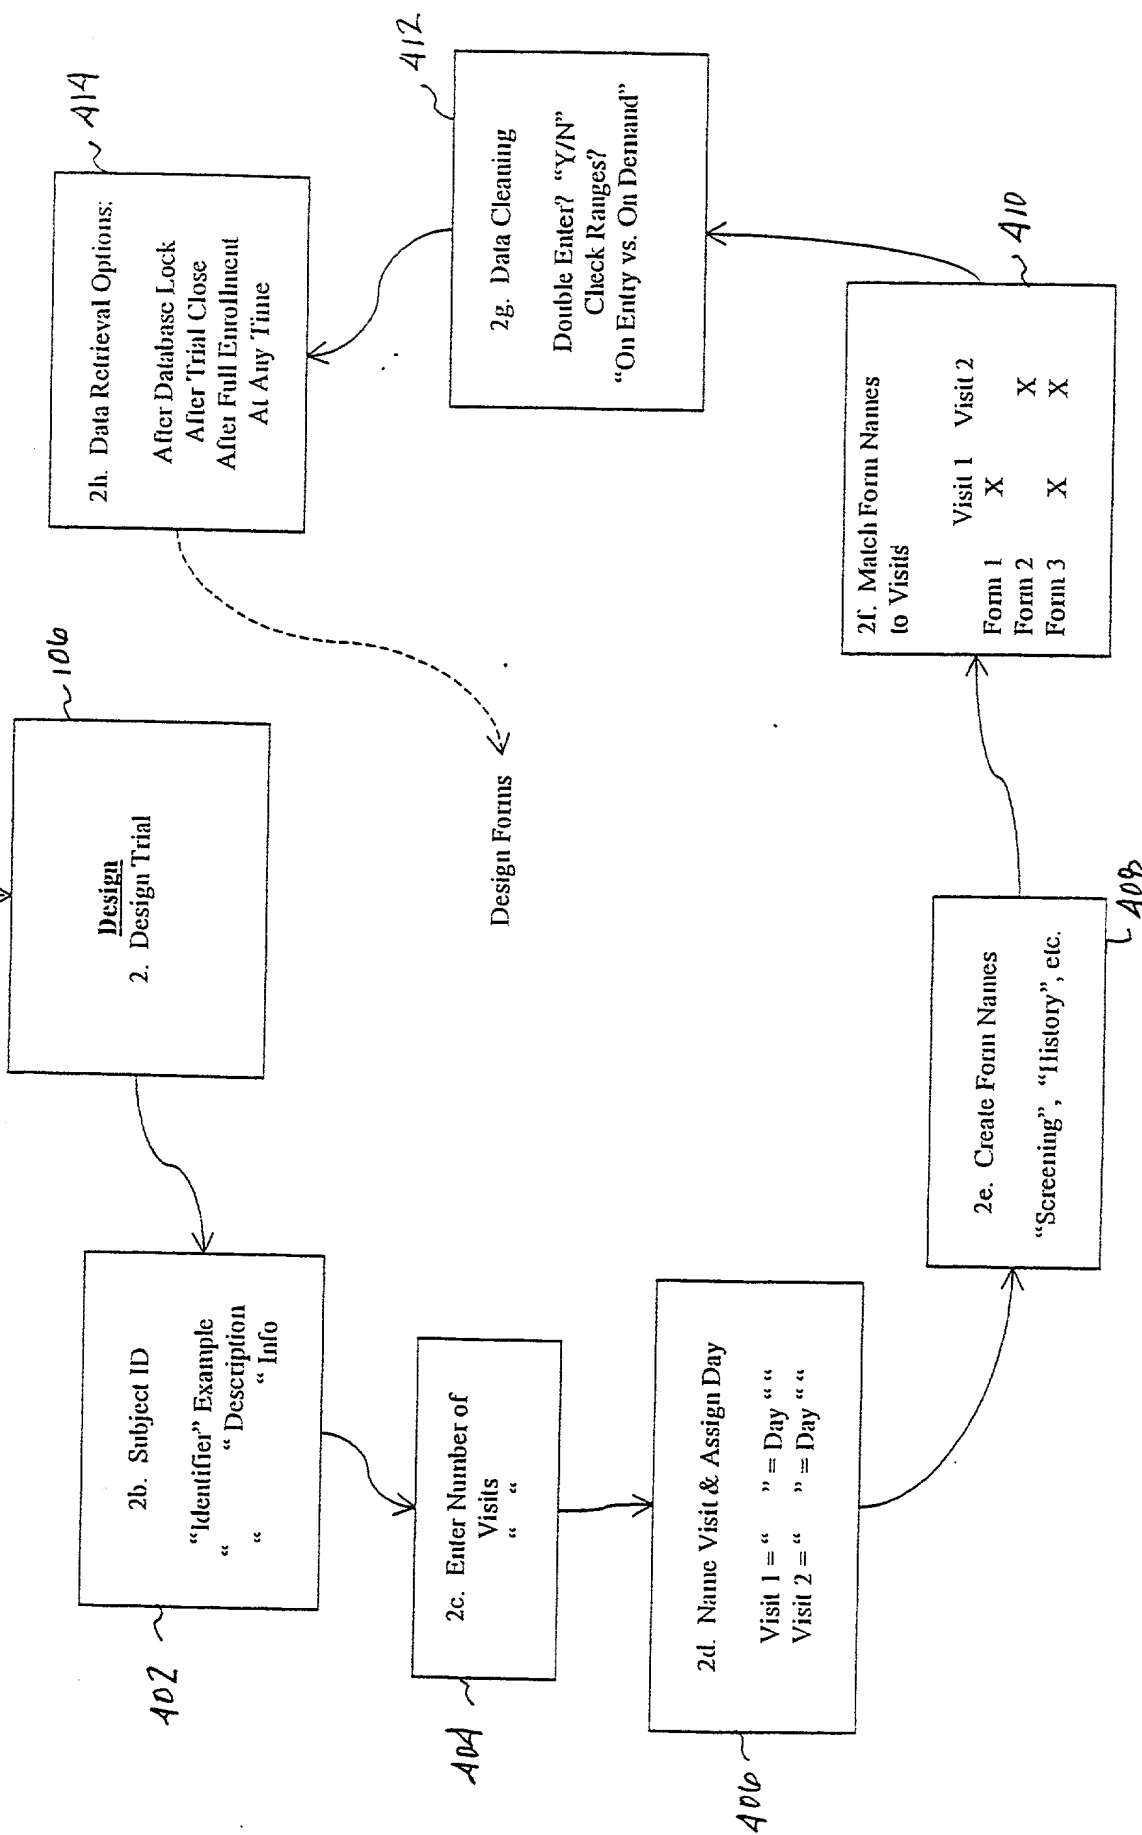 106
Design
2. Design Trial
402
2b. Subject ID
“Identifier” Example
“ “ Description
“ “ Info
404
2c. Enter Number of
Visits
“ “
406
2d. Name Visit & Assign Day
Visit 1 = “ ” = Day “ “
Visit 2 = “ ” = Day “ “
408
2e. Create Form Names
“Screening”, “History”, etc.
410
2f. Match Form Names
to Visits
Visit 1 Visit 2
Form 1 X
Form 2 X
Form 3 X X
412
2g. Data Cleaning
Double Enter? “Y/N”
Check Ranges?
“On Entry vs. On Demand”
414
2h. Data Retrieval Options:
After Database Lock
After Trial Close
After Full Enrollment
At Any Time
Design Forms